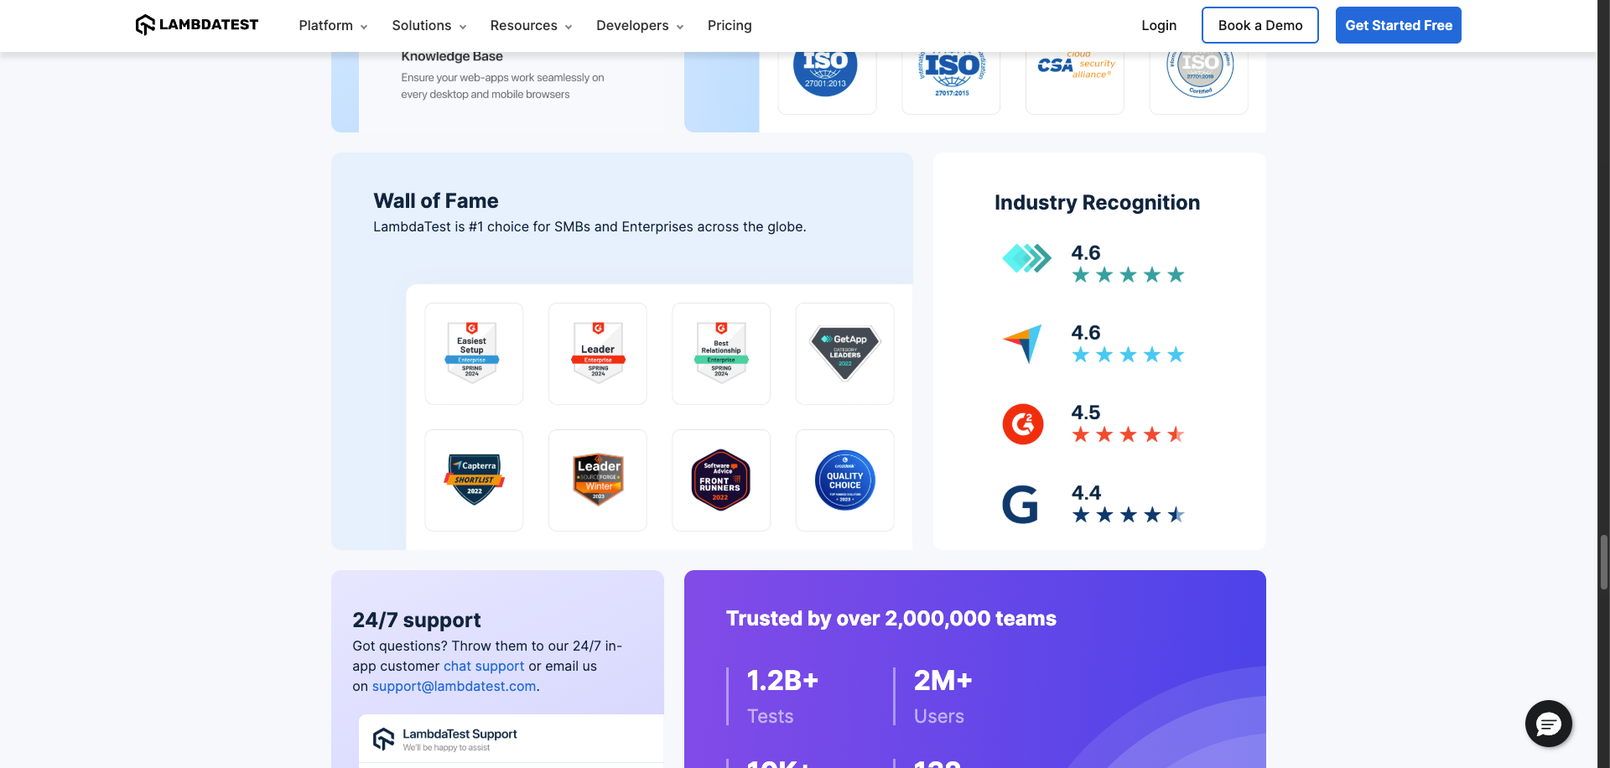 LAMBDATEST
Platform
Solutions
Resources
Developers
Pricing
Login
Book a Demo
Get Started Free
Knowledge Base
Ensure your web-apps work seamlessly on
every desktop and mobile browsers
ISO
27001:2013
ISO
27017:2015
CSA cloud
security
alliance®
ISO
27701:2019
Certified
Wall of Fame
LambdaTest is #1 choice for SMBs and Enterprises across the globe.
Easiest
Setup
Enterprise
SPRING
2024
Leader
Enterprise
SPRING
2024
Best
Relationship
Enterprise
SPRING
2024
GetApp
CATEGORY
LEADERS
2022
Capterra
SHORTLIST
2022
Leader
SOURCEFORGE
Winter
2023
Software
Advice
FRONT
RUNNERS
2022
QUALITY
CHOICE
2023
Industry Recognition
4.6
4.6
G2
4.5
G
4.4
24/7 support
Got questions? Throw them to our 24/7 in-
app customer chat support or email us
on support@lambdatest.com.
LambdaTest Support
We'll be happy to assist
Trusted by over 2,000,000 teams
1.2B+
Tests
2M+
Users